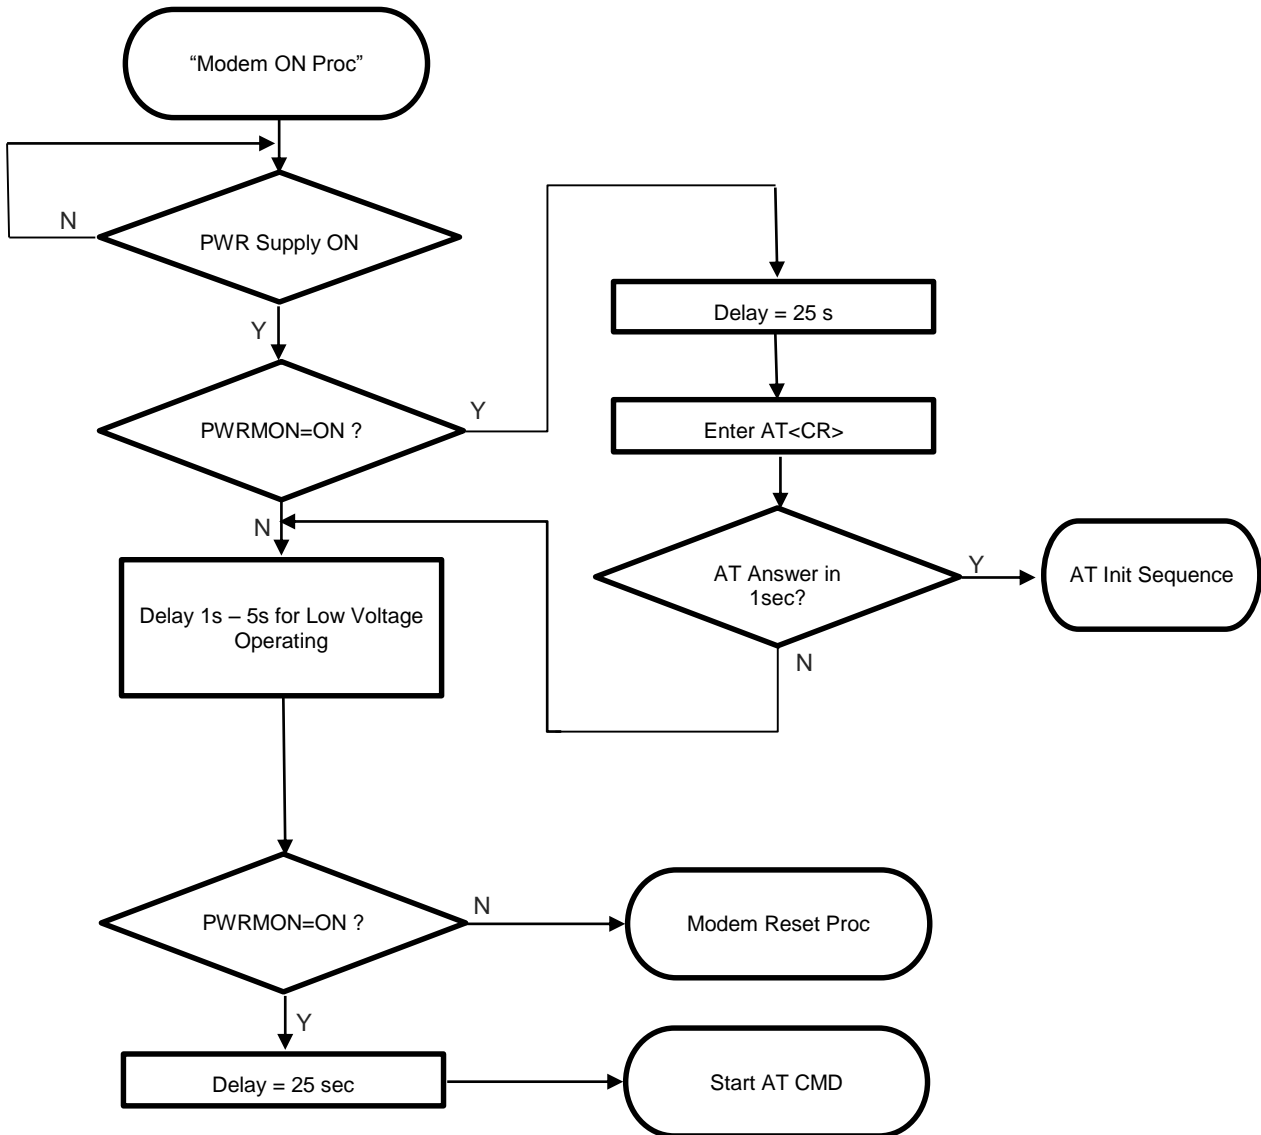 “Modem ON Proc”
N
PWR Supply ON
Y
PWRMON=ON ?
Y
N
Delay = 25 s
Enter AT<CR>
AT Answer in
1sec?
Y
AT Init Sequence
N
Delay 1s – 5s for Low Voltage
Operating
PWRMON=ON ?
N
Modem Reset Proc
Y
Delay = 25 sec
Start AT CMD